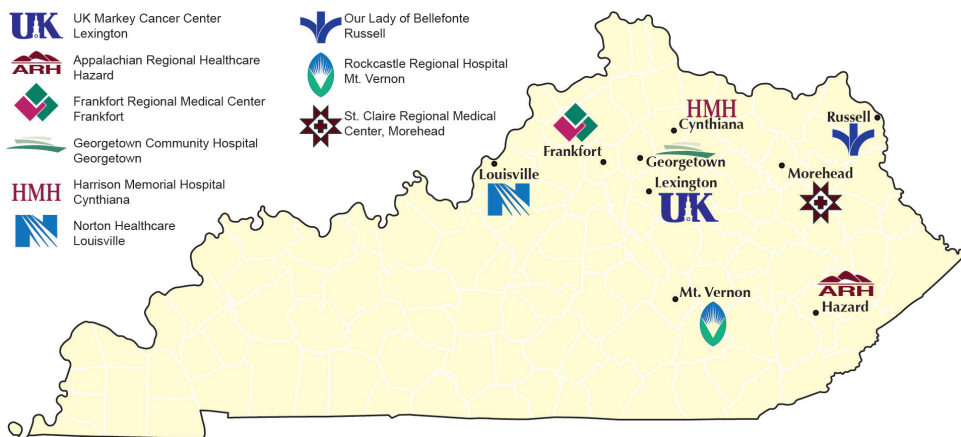 UK
UK Markey Cancer Center
Lexington
ARH
Appalachian Regional Healthcare
Hazard
Frankfort Regional Medical Center
Frankfort
Georgetown Community Hospital
Georgetown
HMH
Harrison Memorial Hospital
Cynthiana
Norton Healthcare
Louisville
Our Lady of Bellefonte
Russell
Rockcastle Regional Hospital
Mt. Vernon
St. Claire Regional Medical
Center, Morehead
HMH
Cynthiana
Russell
Frankfort
Georgetown
Louisville
Morehead
Lexington
UK
Mt. Vernon
ARH
Hazard